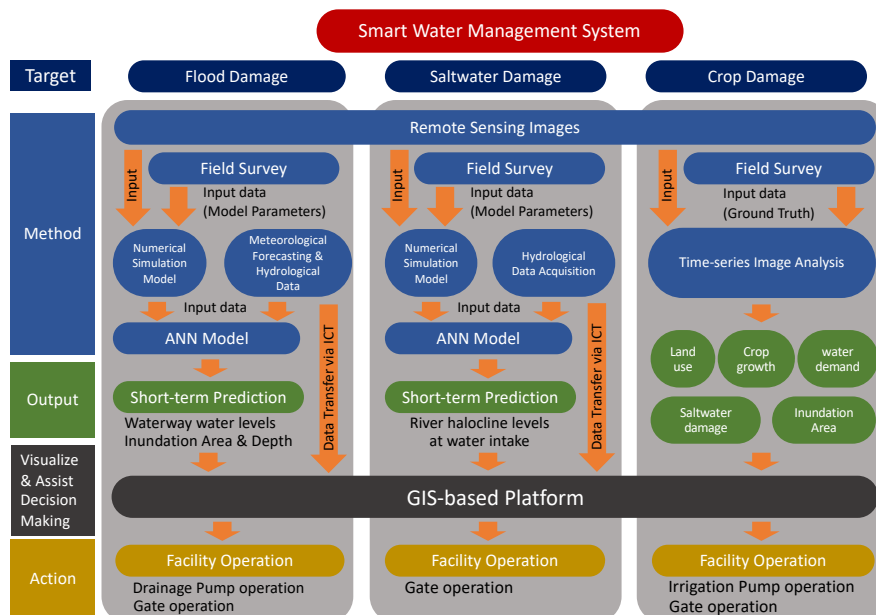 Smart Water Management System
Target
Flood Damage
Saltwater Damage
Crop Damage
Method
Remote Sensing Images
Input
Field Survey
Input data
(Model Parameters)
Numerical
Simulation
Model
Meteorological
Forecasting &
Hydrological
Data
Input data
ANN Model
Data Transfer via ICT
Input
Field Survey
Input data
(Model Parameters)
Numerical
Simulation
Model
Hydrological
Data Acquisition
Input data
ANN Model
Data Transfer via ICT
Input
Field Survey
Input data
(Ground Truth)
Time-series Image Analysis
Output
Short-term Prediction
Waterway water levels
Inundation Area & Depth
Short-term Prediction
River halocline levels
at water intake
Land
use
Crop
growth
water
demand
Saltwater
damage
Inundation
Area
Visualize
& Assist
Decision
Making
GIS-based Platform
Action
Facility Operation
Drainage Pump operation
Gate operation
Facility Operation
Gate operation
Facility Operation
Irrigation Pump operation
Gate operation